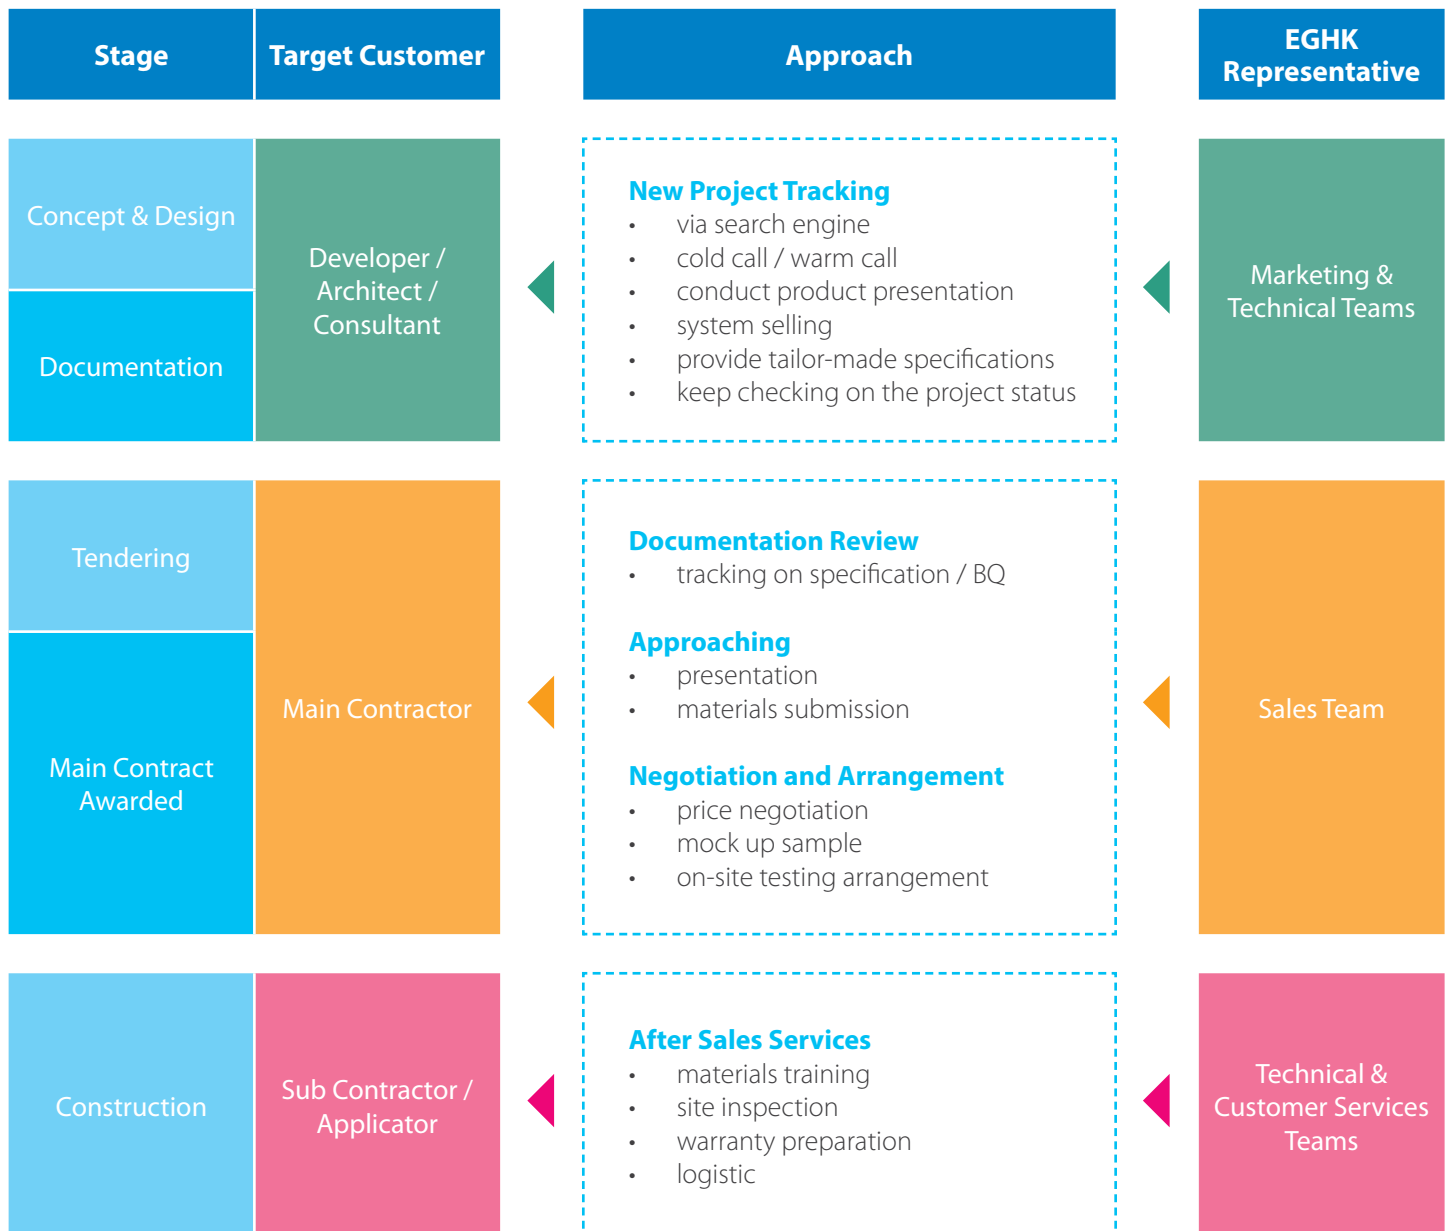 Stage
Target Customer
Approach
EGHK
Representative
Concept & Design
Documentation
Developer /
Architect /
Consultant
New Project Tracking
• via search engine
• cold call / warm call
• conduct product presentation
• system selling
• provide tailor-made specifications
• keep checking on the project status
Marketing &
Technical Teams
Tendering
Main Contract
Awarded
Main Contractor
Documentation Review
• tracking on specification / BQ
Approaching
• presentation
• materials submission
Negotiation and Arrangement
• price negotiation
• mock up sample
• on-site testing arrangement
Sales Team
Construction
Sub Contractor /
Applicator
After Sales Services
• materials training
• site inspection
• warranty preparation
• logistic
Technical &
Customer Services
Teams